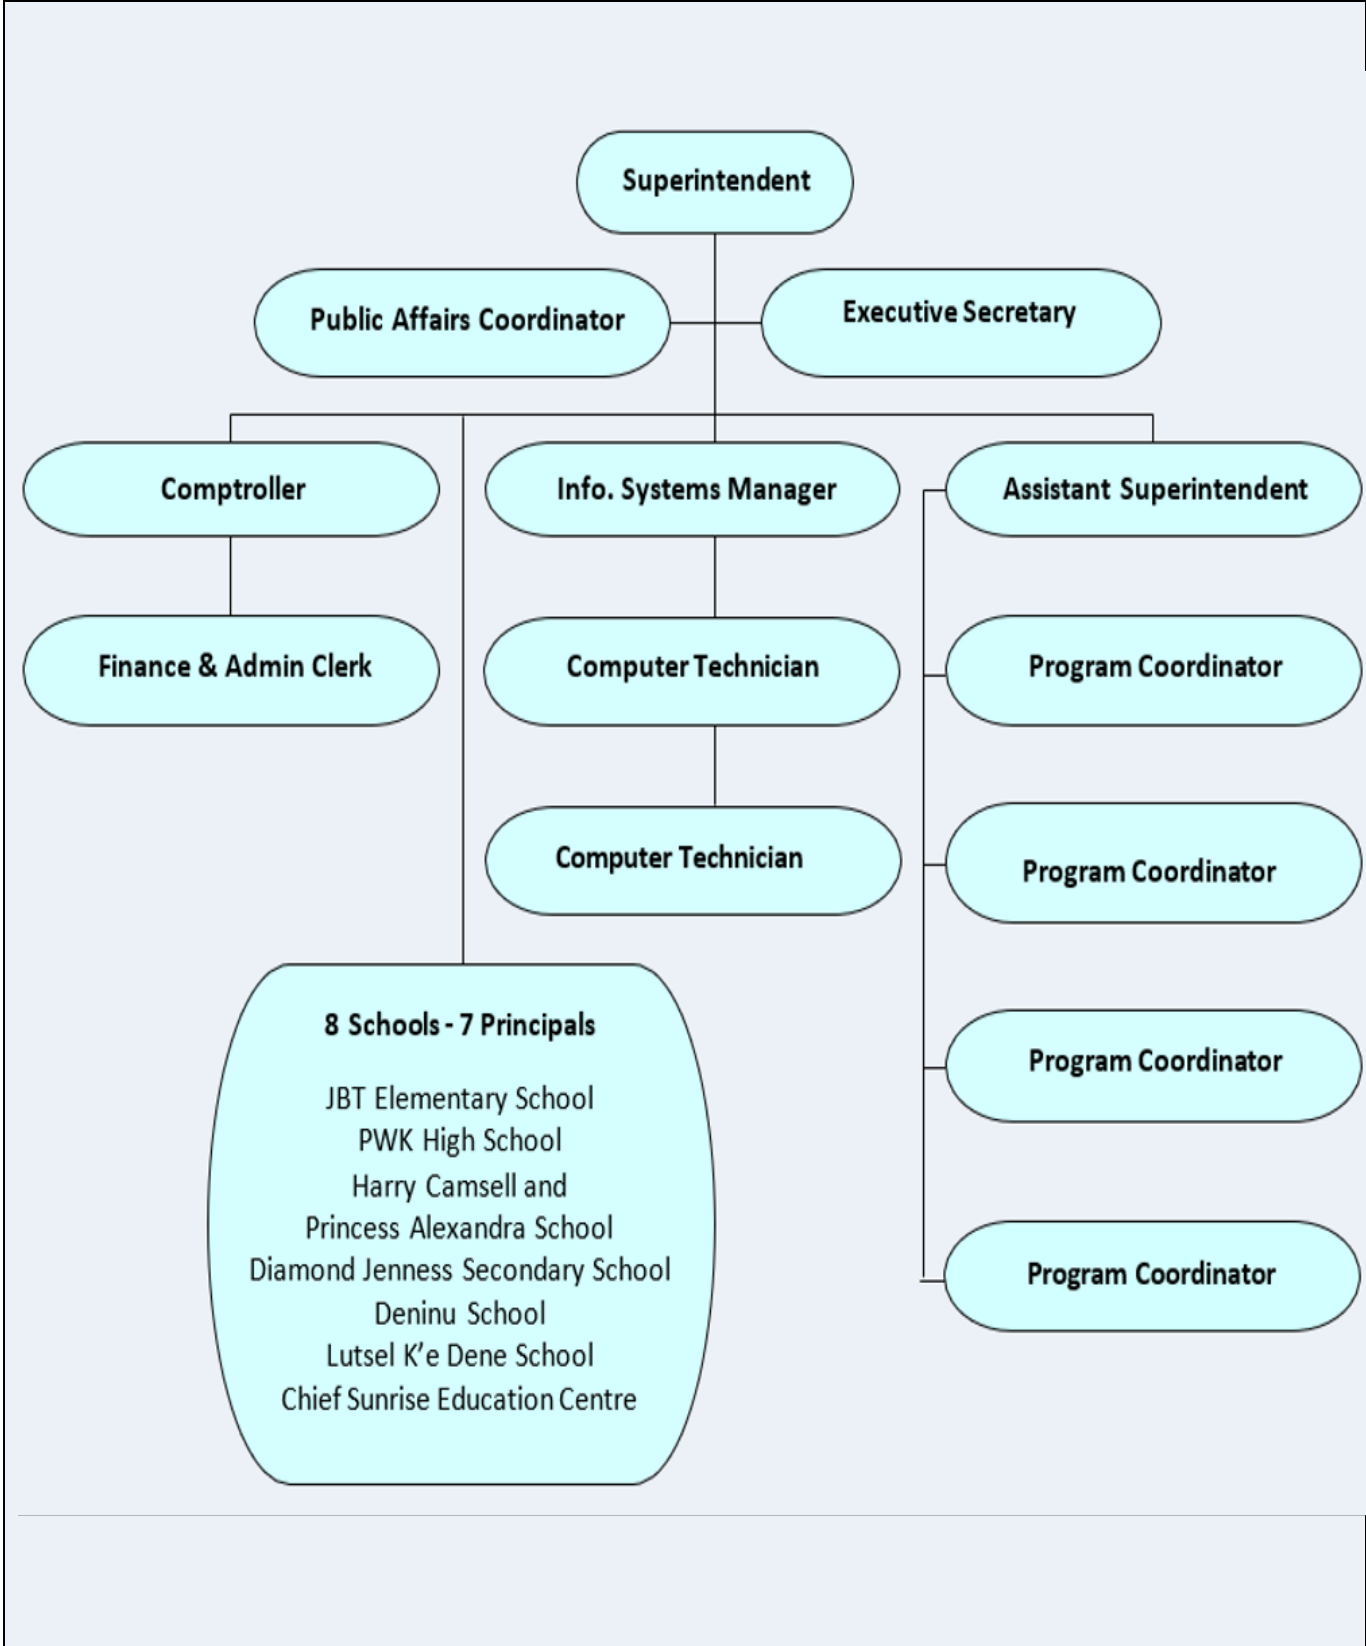 Superintendent
Public Affairs Coordinator
Executive Secretary
Comptroller
Info. Systems Manager
Assistant Superintendent
Finance & Admin Clerk
Computer Technician
Program Coordinator
Computer Technician
Program Coordinator
8 Schools - 7 Principals
Program Coordinator
JBT Elementary School
PWK High School
Harry Camsell and
Princess Alexandra School
Diamond Jenness Secondary School
Program Coordinator
Deninu School
Lutsel K’e Dene School
Chief Sunrise Education Centre